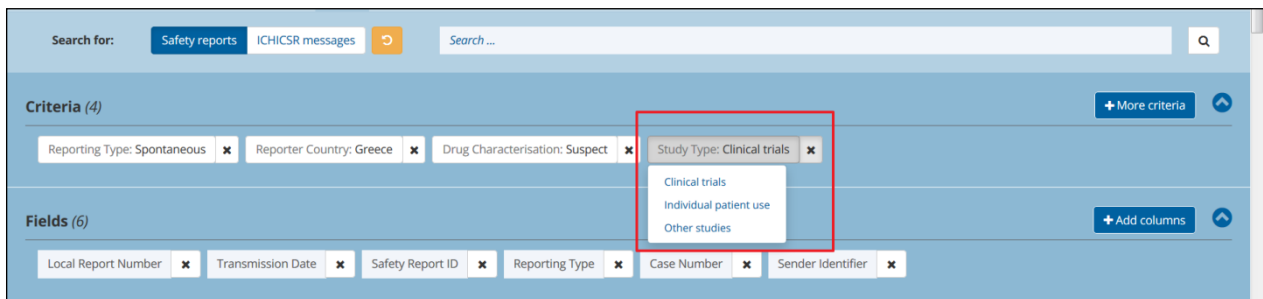 Search for: Safety reports ICHICSR messages Search ...
Criteria (4) More criteria
Reporting Type: Spontaneous Reporter Country: Greece Drug Characterisation: Suspect Study Type: Clinical trials
Clinical trials
Individual patient use
Other studies
Fields (6) Add columns
Local Report Number Transmission Date Safety Report ID Reporting Type Case Number Sender Identifier